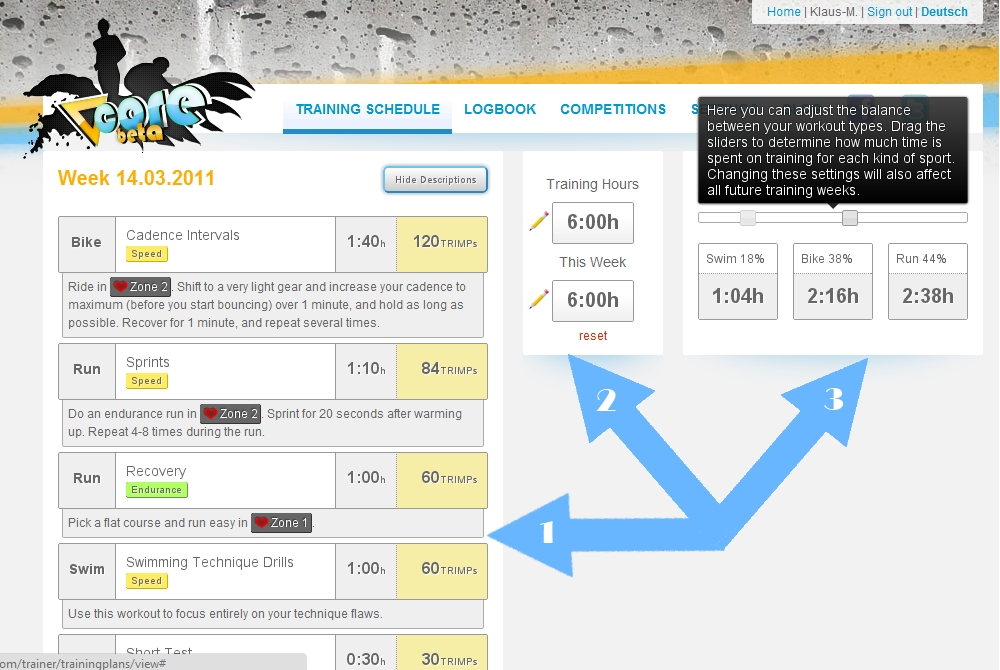 Home | Klaus-M. | Sign out | Deutsch
Vcore
beta
TRAINING SCHEDULE LOGBOOK COMPETITIONS
Here you can adjust the balance
between your workout types. Drag the
sliders to determine how much time is
spent on training for each kind of sport.
Changing these settings will also affect
all future training weeks.
Week 14.03.2011
Hide Descriptions
Bike
Cadence Intervals
Speed
1:40h
120 TRIMPs
Ride in Zone 2. Shift to a very light gear and increase your cadence to
maximum (before you start bouncing) over 1 minute, and hold as long as
possible. Recover for 1 minute, and repeat several times.
Run
Sprints
Speed
1:10h
84 TRIMPs
Do an endurance run in Zone 2. Sprint for 20 seconds after warming
up. Repeat 4-8 times during the run.
Run
Recovery
Endurance
1:00h
60 TRIMPs
Pick a flat course and run easy in Zone 1.
Swim
Swimming Technique Drills
Speed
1:00h
60 TRIMPs
Use this workout to focus entirely on your technique flaws.
Short Test
0:30h
30 TRIMPs
om/trainer/trainingplans/view#
Training Hours
6:00h
This Week
6:00h
reset
Swim 18%
1:04h
Bike 38%
2:16h
Run 44%
2:38h
1
2
3